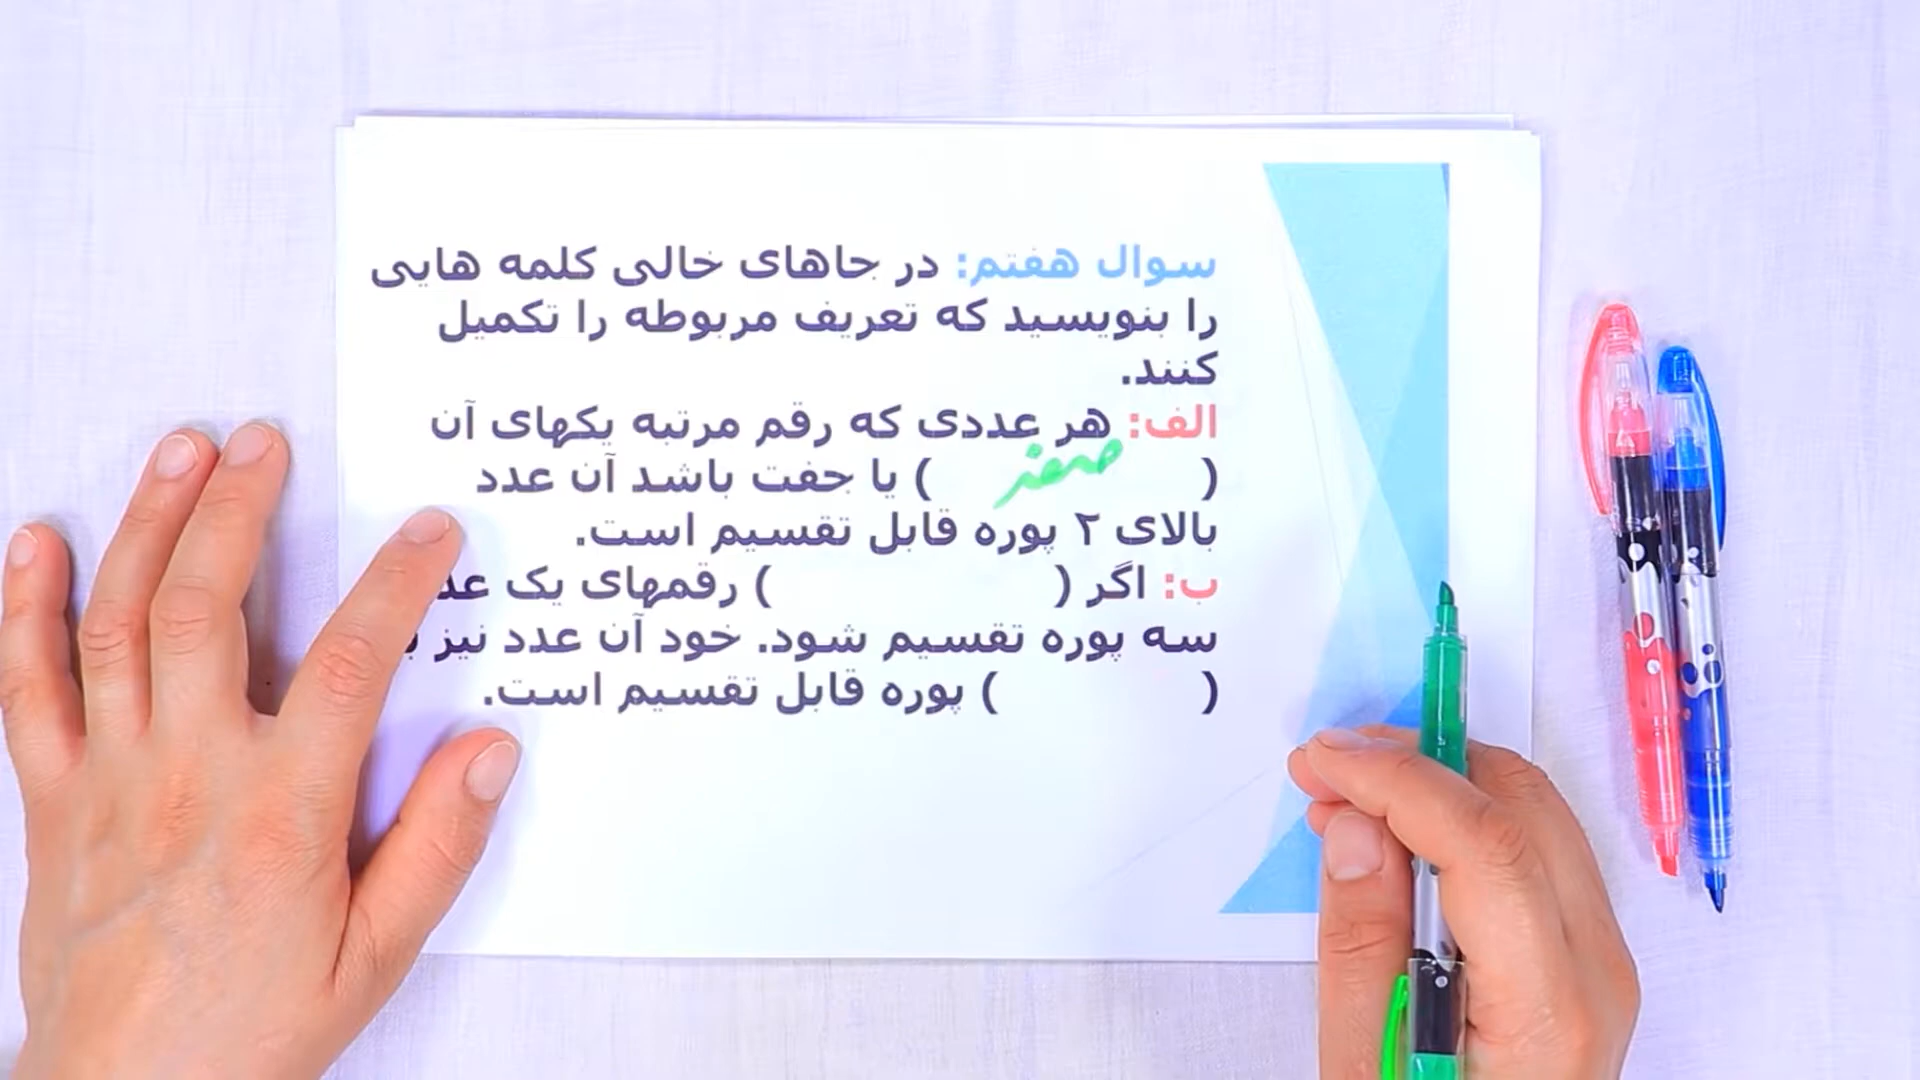 سوال هفتم: در جاهای خالی کلمه هایی
را بنویسید که تعریف مربوطه را تکمیل
کنند.
الف: هر عددی که رقم مرتبه یکهای آن
( صفر ) یا جفت باشد آن عدد
بالای ۲ پوره قابل تقسیم است.
ب: اگر ( ) رقمهای یک
سه پوره تقسیم شود. خود آن عدد نیز
( ) پوره قابل تقسیم است.